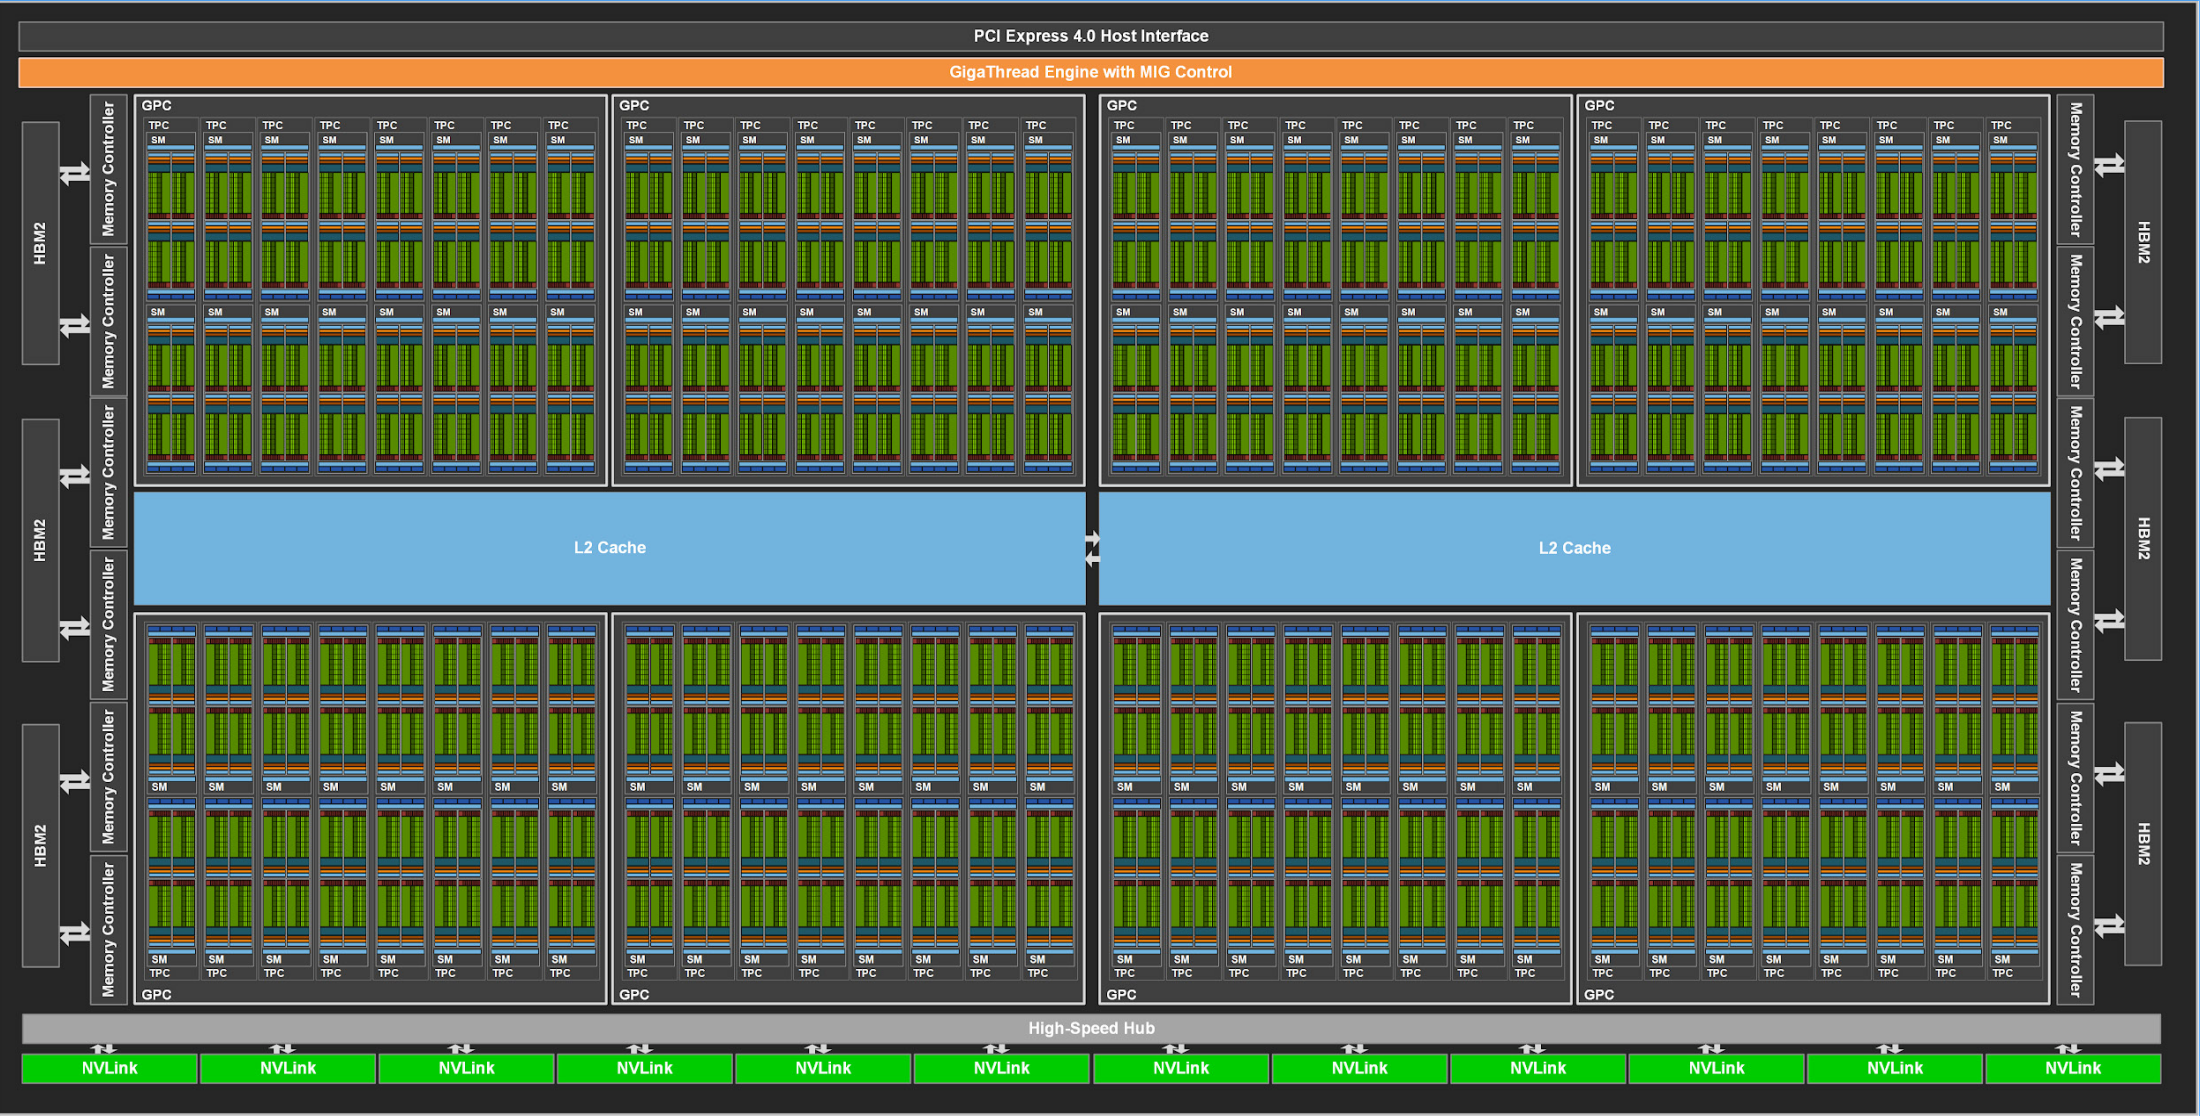 PCI Express 4.0 Host Interface
GigaThread Engine with MIG Control
GPC GPC GPC GPC
TPC TPC TPC TPC TPC TPC TPC TPC TPC TPC TPC TPC TPC TPC TPC TPC TPC TPC TPC TPC TPC TPC TPC TPC TPC TPC TPC TPC TPC TPC TPC TPC
SM SM SM SM SM SM SM SM SM SM SM SM SM SM SM SM SM SM SM SM SM SM SM SM SM SM SM SM SM SM SM SM
Memory Controller Memory Controller
HBM2 HBM2
SM SM SM SM SM SM SM SM SM SM SM SM SM SM SM SM SM SM SM SM SM SM SM SM SM SM SM SM SM SM SM SM
Memory Controller Memory Controller
Memory Controller Memory Controller
HBM2 L2 Cache L2 Cache HBM2
Memory Controller Memory Controller
Memory Controller Memory Controller
SM SM SM SM SM SM SM SM SM SM SM SM SM SM SM SM SM SM SM SM SM SM SM SM SM SM SM SM SM SM SM SM
HBM2 HBM2
Memory Controller Memory Controller
SM SM SM SM SM SM SM SM SM SM SM SM SM SM SM SM SM SM SM SM SM SM SM SM SM SM SM SM SM SM SM SM
TPC TPC TPC TPC TPC TPC TPC TPC TPC TPC TPC TPC TPC TPC TPC TPC TPC TPC TPC TPC TPC TPC TPC TPC TPC TPC TPC TPC TPC TPC TPC TPC
GPC GPC GPC GPC
High-Speed Hub
NVLink NVLink NVLink NVLink NVLink NVLink NVLink NVLink NVLink NVLink NVLink NVLink